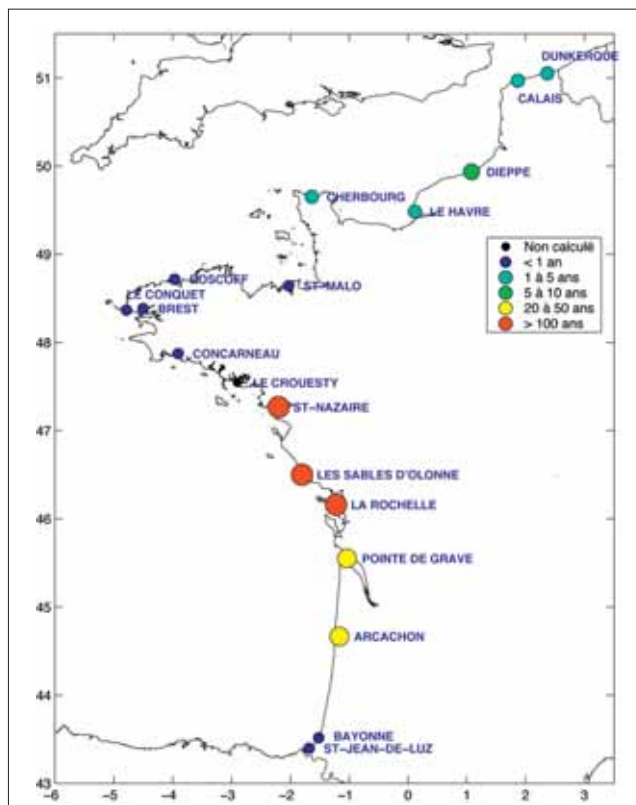 51
50
49
48
47
46
45
44
43
−6 −5 −4 −3 −2 −1 0 1 2 3
DUNKERQUE
CALAIS
DIEPPE
CHERBOURG
LE HAVRE
Non calculé
< 1 an
1 à 5 ans
5 à 10 ans
20 à 50 ans
> 100 ans
ROSCOFF
ST−MALO
LE CONQUET
BREST
CONCARNEAU
LE CROUESTY
ST−NAZAIRE
LES SABLES D'OLONNE
LA ROCHELLE
POINTE DE GRAVE
ARCACHON
BAYONNE
ST−JEAN−DE−LUZ